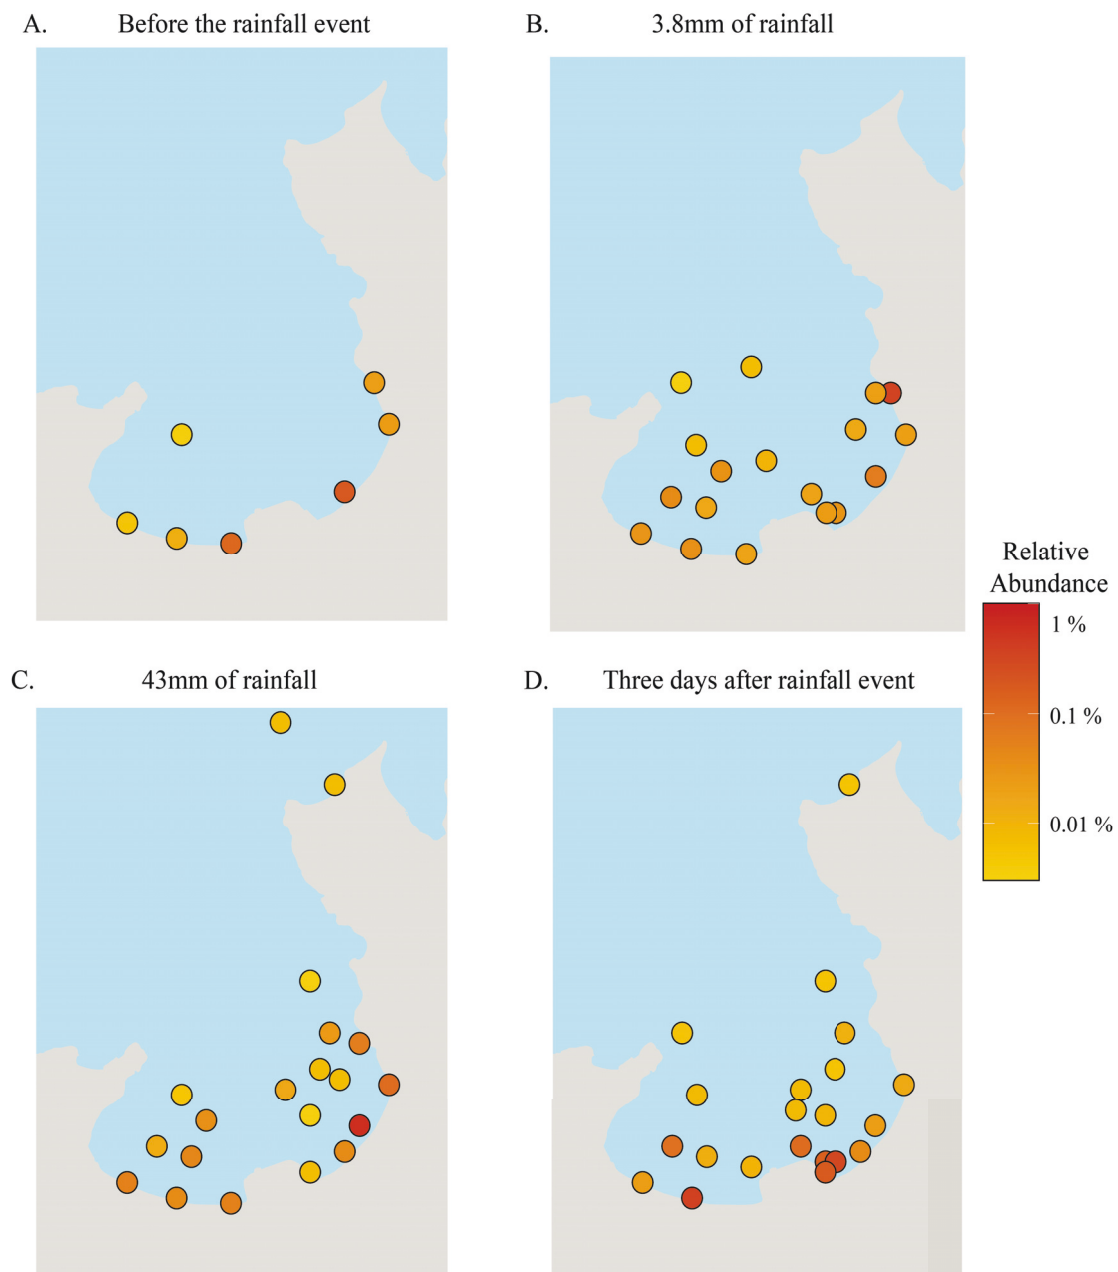 A. Before the rainfall event
B. 3.8mm of rainfall
Relative
Abundance
1 %
0.1 %
0.01 %
C. 43mm of rainfall
D. Three days after rainfall event